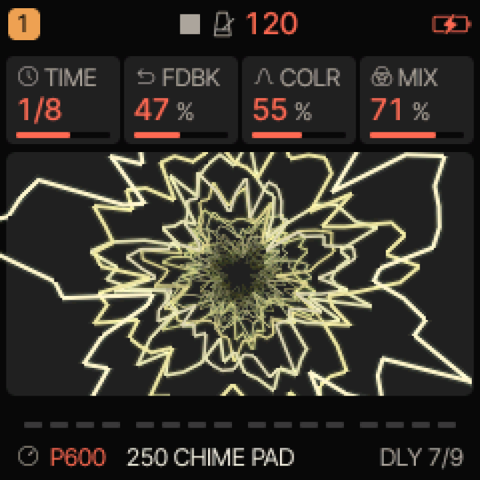 1 120
TIME FDBK COLR MIX
1/8 47 % 55 % 71 %
P600 250 CHIME PAD DLY 7/9